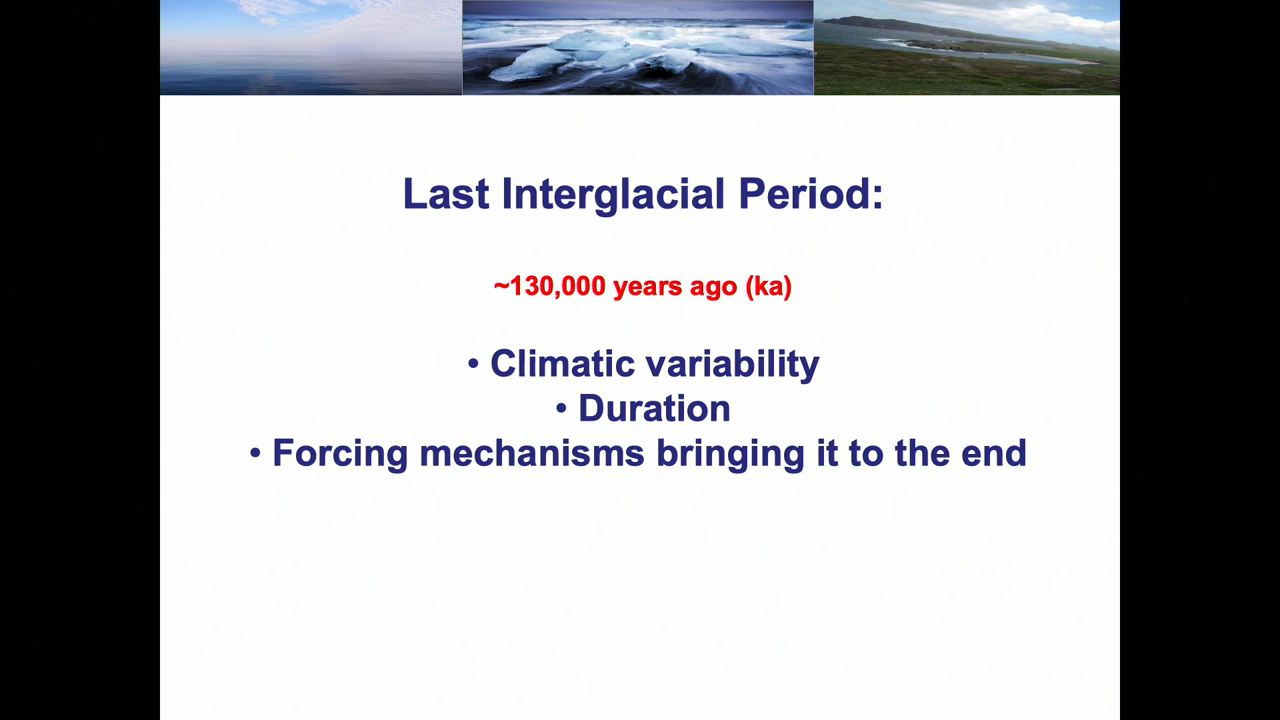 Last Interglacial Period:
~130,000 years ago (ka)
• Climatic variability
• Duration
• Forcing mechanisms bringing it to the end